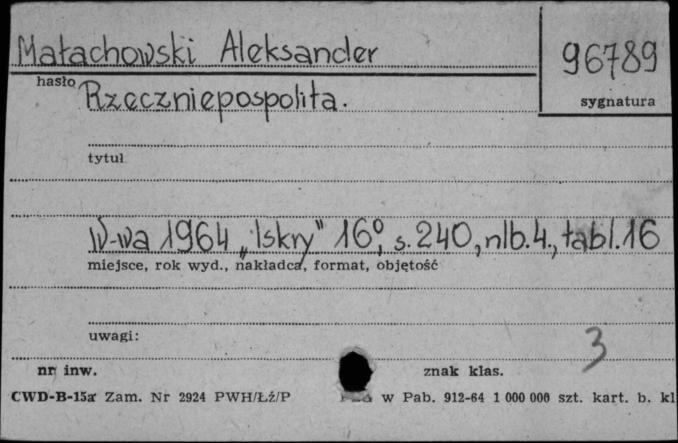 Małachowski Aleksander
96789
hasło
sygnatura
Rzeczniepospolita.
tytuł
W-wa 1964 „Iskry" 16°, s. 240, nlb. 4., tabl. 16
miejsce, rok wyd., nakładca, format, objętość
uwagi:
3
nr inw.
znak klas.
CWD-B-15a Zam. Nr 2924 PWH/Łź/P
w Pab. 912-64 1 000 000 szt. kart. b. kl